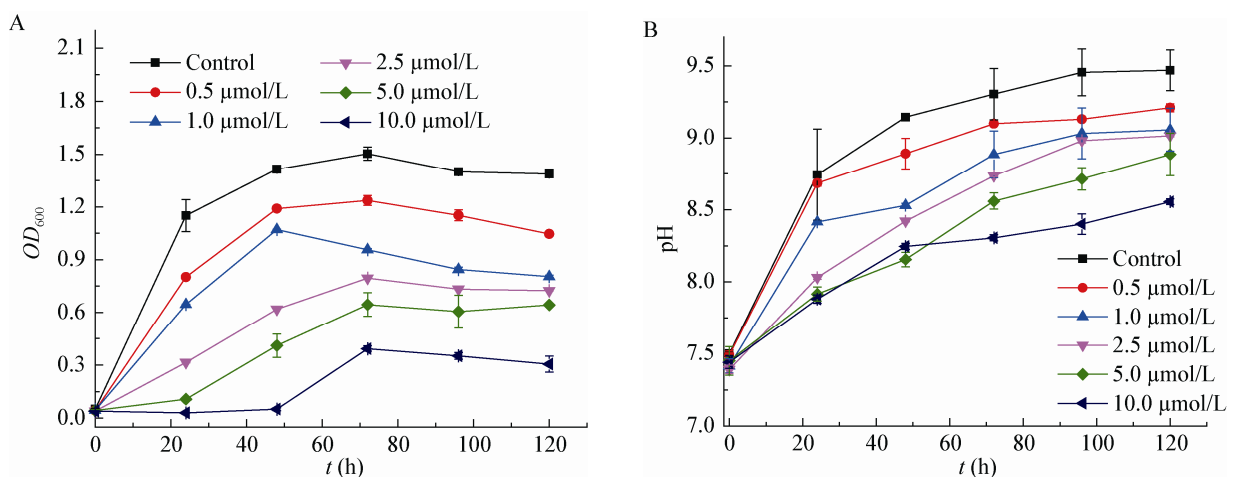 A
2.1
1.8
1.5
1.2
0.9
0.6
0.3
0.0
OD600
Control
0.5 µmol/L
1.0 µmol/L
2.5 µmol/L
5.0 µmol/L
10.0 µmol/L
0 20 40 60 80 100 120
t (h)
B
9.5
9.0
8.5
8.0
7.5
7.0
pH
Control
0.5 µmol/L
1.0 µmol/L
2.5 µmol/L
5.0 µmol/L
10.0 µmol/L
0 20 40 60 80 100 120
t (h)